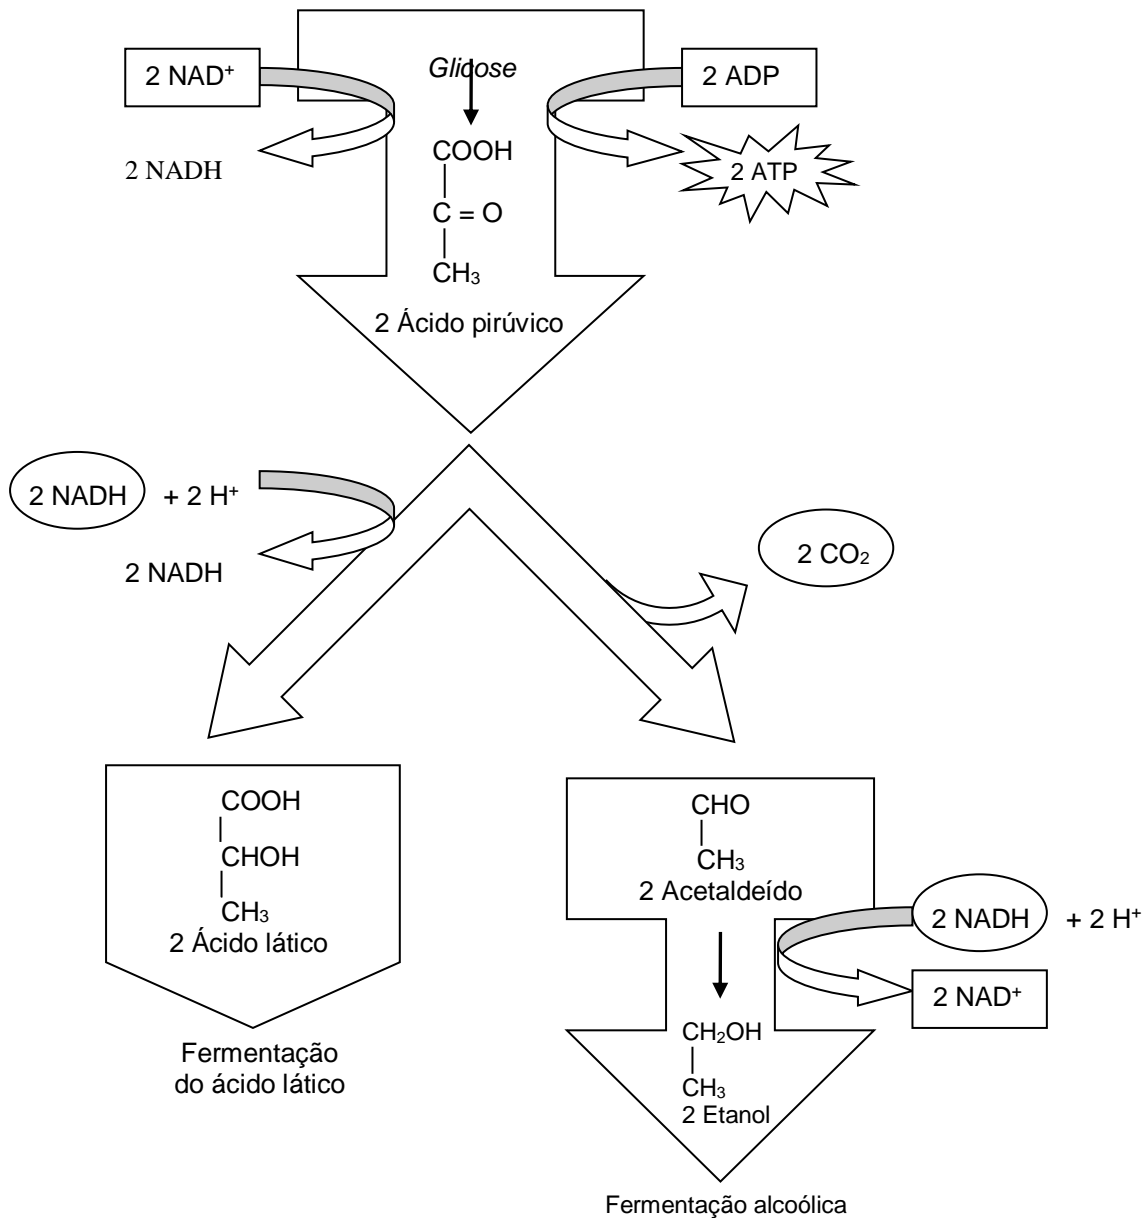 2 NAD+
Glicose
2 ADP
COOH
2 NADH
2 ATP
C = O
CH3
2 Ácido pirúvico
2 NADH + 2 H+
2 CO2
2 NADH
COOH
CHOH
CH3
2 Ácido lático
Fermentação
do ácido lático
CHO
CH3
2 Acetaldeído
2 NADH + 2 H+
2 NAD+
CH2OH
CH3
2 Etanol
Fermentação alcoólica